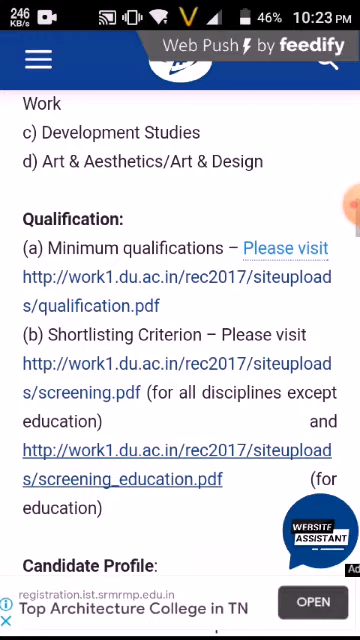 246
KB/s
46% 10:23 PM
Web Push by feedify
Work
c) Development Studies
d) Art & Aesthetics/Art & Design
Qualification:
(a) Minimum qualifications – Please visit
http://work1.du.ac.in/rec2017/siteupload
s/qualification.pdf
(b) Shortlisting Criterion – Please visit
http://work1.du.ac.in/rec2017/siteupload
s/screening.pdf (for all disciplines except
education) and
http://work1.du.ac.in/rec2017/siteupload
s/screening_education.pdf (for
education)
WEBSITE
ASSISTANT
Candidate Profile:
Ad
registration.ist.srmrmp.edu.in
Top Architecture College in TN
OPEN